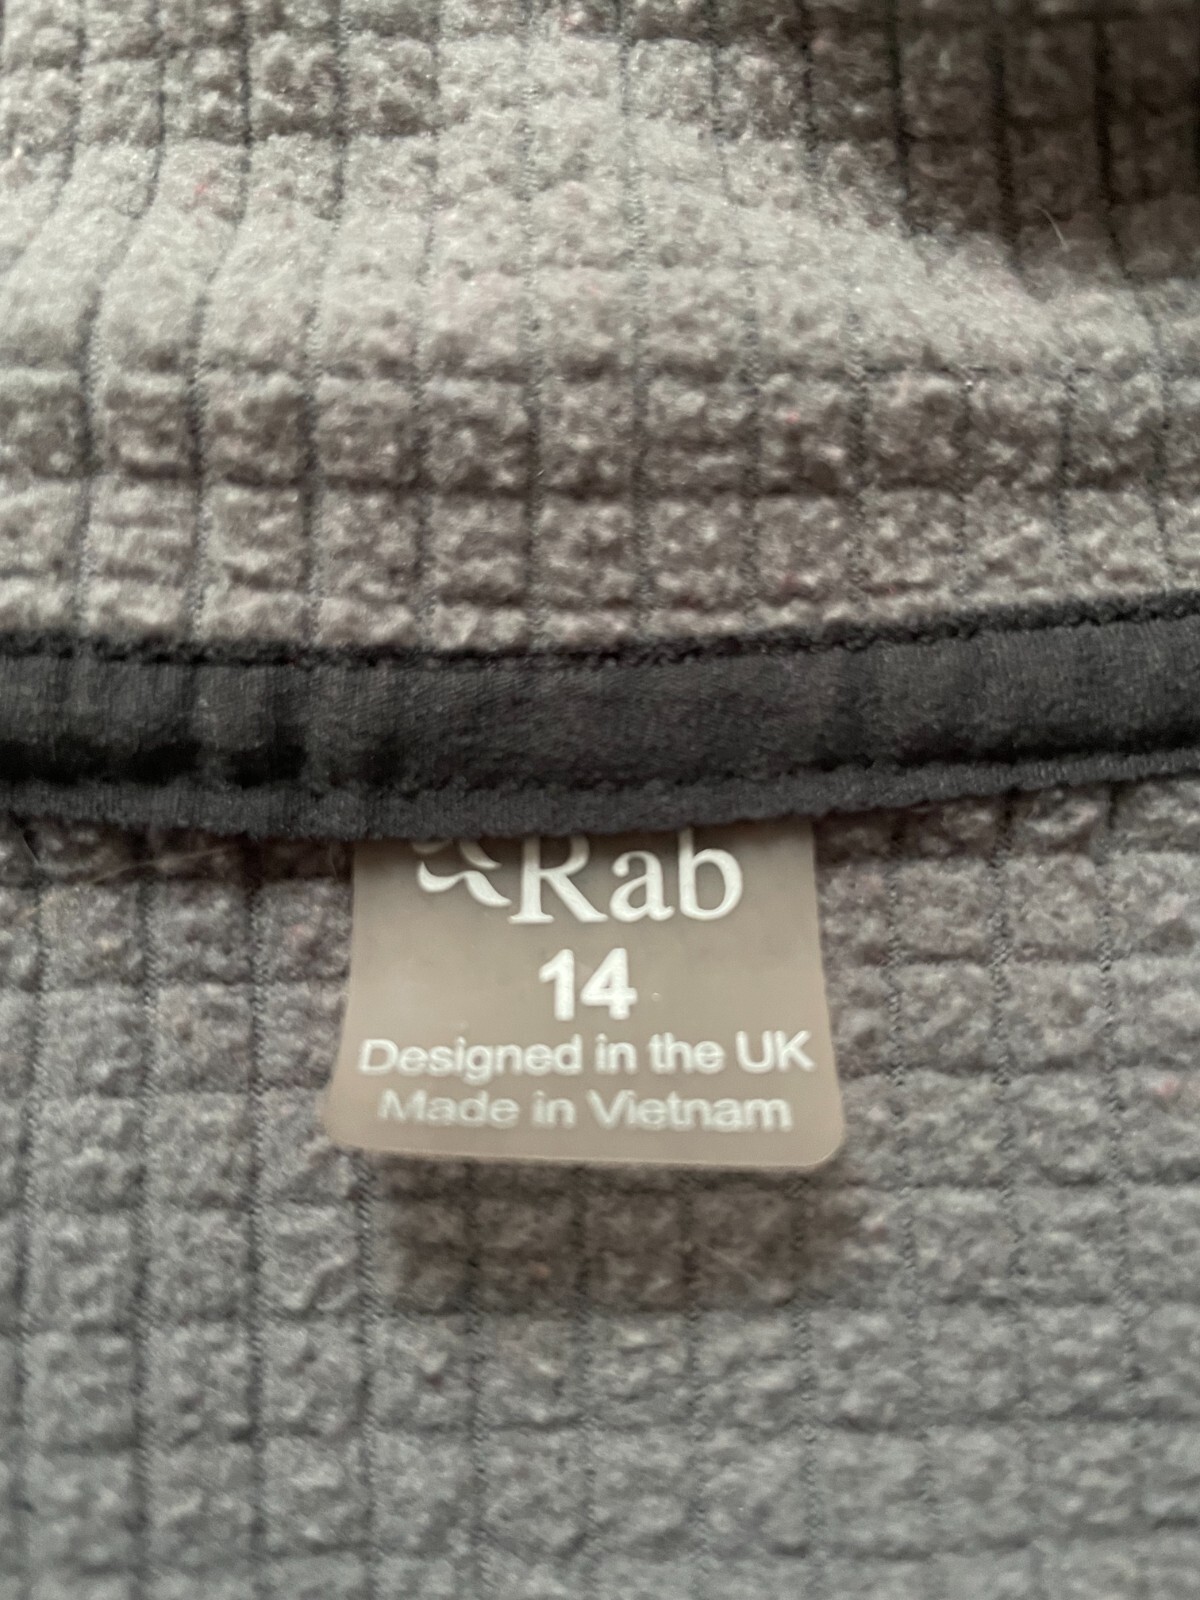 Rab
14
Designed in the UK
Made in Vietnam